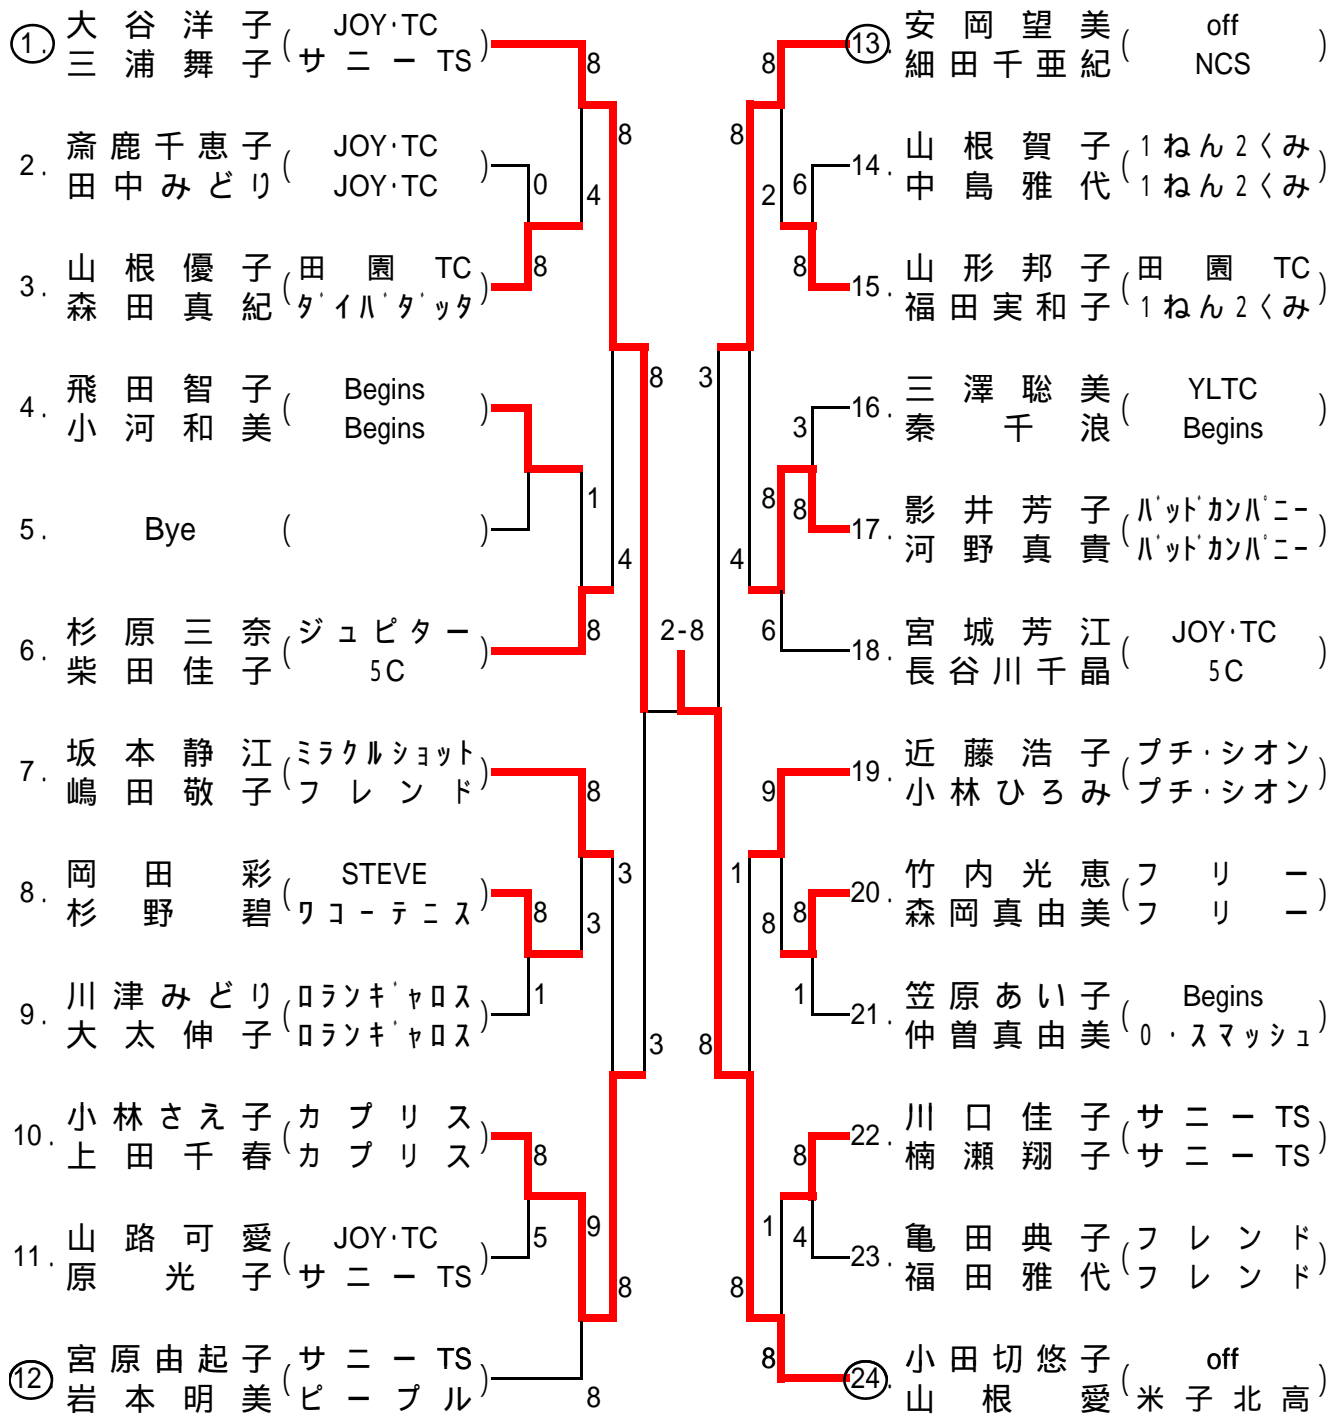 1. 大谷洋子 ( JOY・TC )
三浦舞子 サニーTS
2. 斎鹿千恵子 ( JOY・TC )
田中みどり JOY・TC
3. 山根優子 ( 田園TC )
森田真紀 ダイハダッタ
4. 飛田智子 ( Begins )
小河和美 Begins
5. Bye ( )
6. 杉原三奈 ( ジュピター )
柴田佳子 5C
7. 坂本静江 ( ミラクルショット )
嶋田敬子 フレンド
8. 岡田彩 ( STEVE )
杉野碧 ワコーテニス
9. 川津みどり ( ロランギャロス )
大太伸子 ロランギャロス
10. 小林さえ子 ( カプリス )
上田千春 カプリス
11. 山路可愛 ( JOY・TC )
原光子 サニーTS
12 宮原由起子 ( サニーTS )
岩本明美 ピープル
8
8
0
4
8
8
1
4
8
8
3
8
3
1
3
8
5
9
8
8
2-8
8
8
6
2
8
3
3
8
8
4
6
9
1
8
8
1
8
8
4
1
8
8
13. 安岡望美 ( off )
細田千亜紀 NCS
14. 山根賀子 ( 1ねん2くみ )
中島雅代 1ねん2くみ
15. 山形邦子 ( 田園TC )
福田実和子 1ねん2くみ
16. 三澤聡美 ( YLTC )
秦千浪 Begins
17. 影井芳子 ( バッドカンパニー )
河野真貴 バッドカンパニー
18. 宮城芳江 ( JOY・TC )
長谷川千晶 5C
19. 近藤浩子 ( プチ・シオン )
小林ひろみ プチ・シオン
20. 竹内光恵 ( フリー )
森岡真由美 フリー
21. 笠原あい子 ( Begins )
仲曽真由美 0・スマッシュ
22. 川口佳子 ( サニーTS )
楠瀬翔子 サニーTS
23. 亀田典子 ( フレンド )
福田雅代 フレンド
24. 小田切悠子 ( off )
山根愛 米子北高